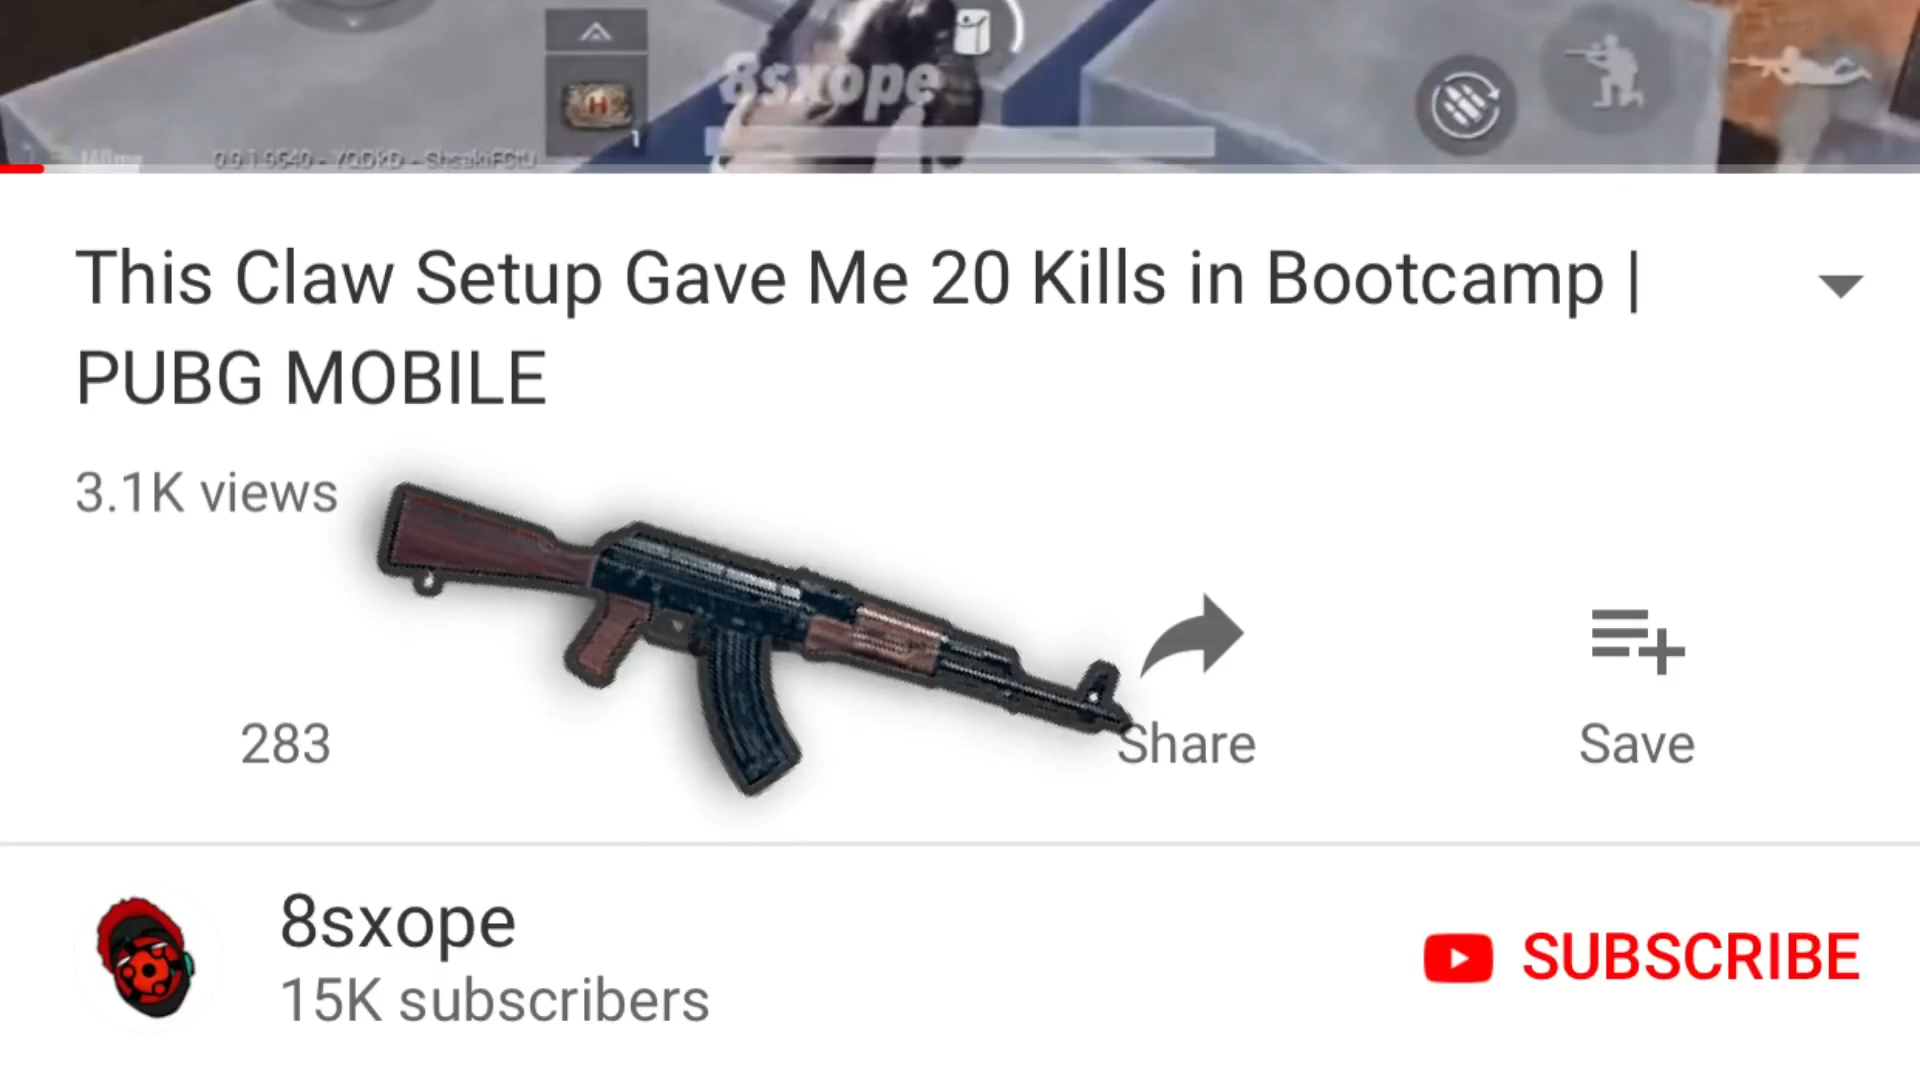 8sxope
1
This Claw Setup Gave Me 20 Kills in Bootcamp |
PUBG MOBILE
3.1K views
283
Share
Save
8sxope
15K subscribers
SUBSCRIBE